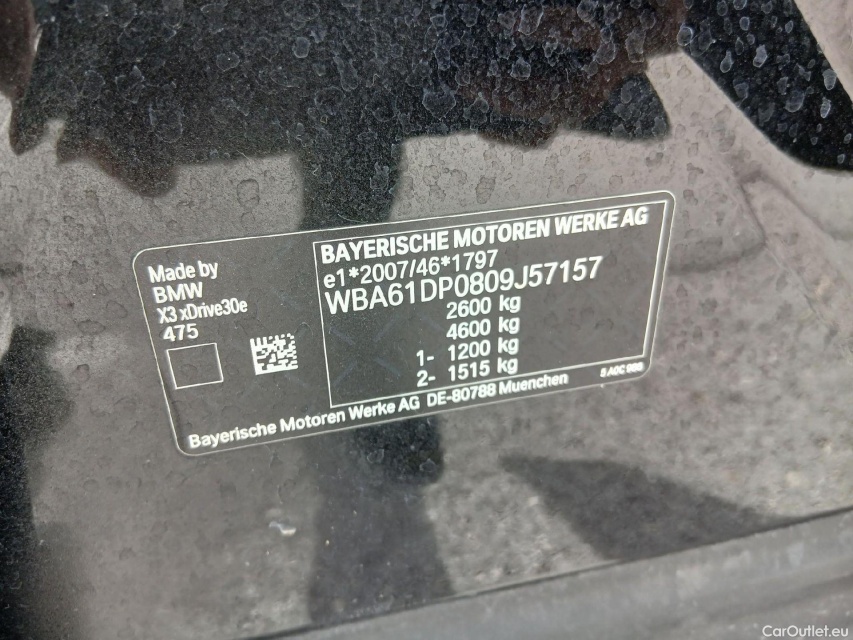 Made by
BMW
X3 xDrive30e
475
BAYERISCHE MOTOREN WERKE AG
e1*2007/46*1797
WBA61DP0809J57157
2600 kg
4600 kg
1- 1200 kg
2- 1515 kg
Bayerische Motoren Werke AG DE-80788 Muenchen
CarOutlet.eu